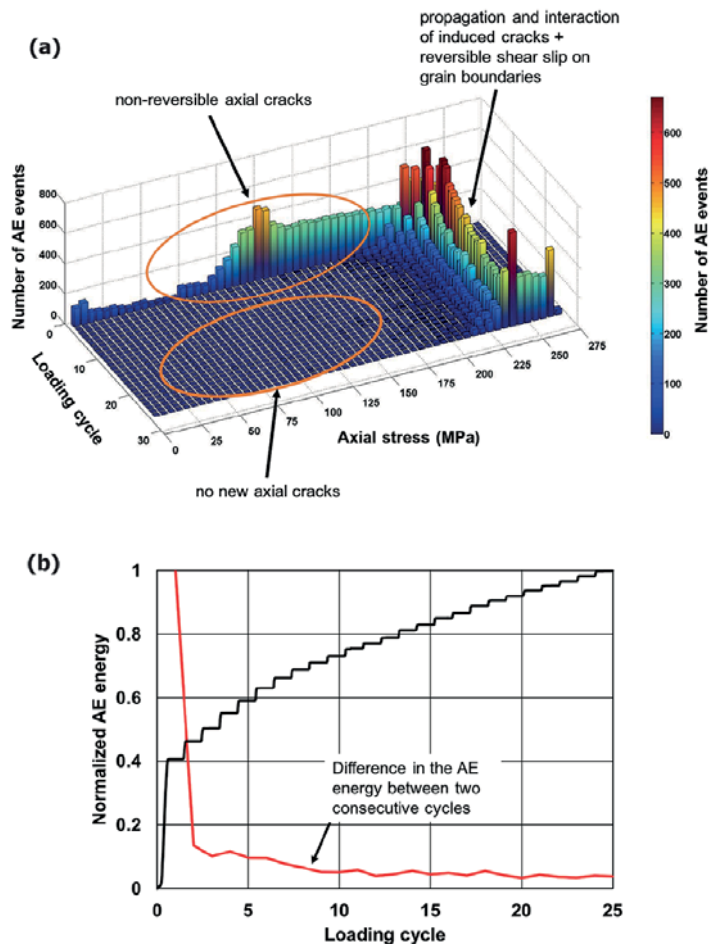 (a)
propagation and interaction
of induced cracks +
reversible shear slip on
grain boundaries
non-reversible axial cracks
Number of AE events
800
600
400
200
0
Loading cycle
0
10
20
30
Axial stress (MPa)
0
25
50
75
100
125
150
175
200
225
250
275
no new axial cracks
Number of AE events
600
500
400
300
200
100
0
(b)
Normalized AE energy
1
0.8
0.6
0.4
0.2
0
Difference in the AE
energy between two
consecutive cycles
0
5
10
15
20
25
Loading cycle